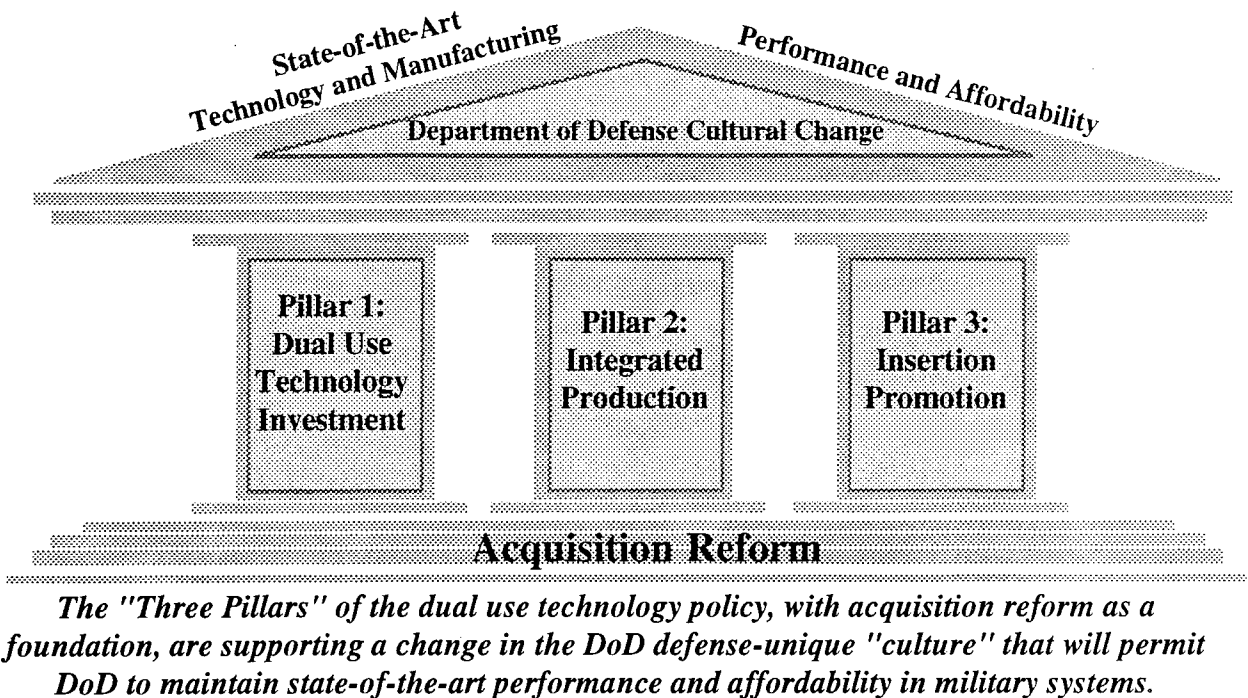 State-of-the-Art
Technology and Manufacturing
Performance and Affordability
Department of Defense Cultural Change
Pillar 1:
Dual Use
Technology
Investment
Pillar 2:
Integrated
Production
Pillar 3:
Insertion
Promotion
Acquisition Reform
The "Three Pillars" of the dual use technology policy, with acquisition reform as a
foundation, are supporting a change in the DoD defense-unique "culture" that will permit
DoD to maintain state-of-the-art performance and affordability in military systems.